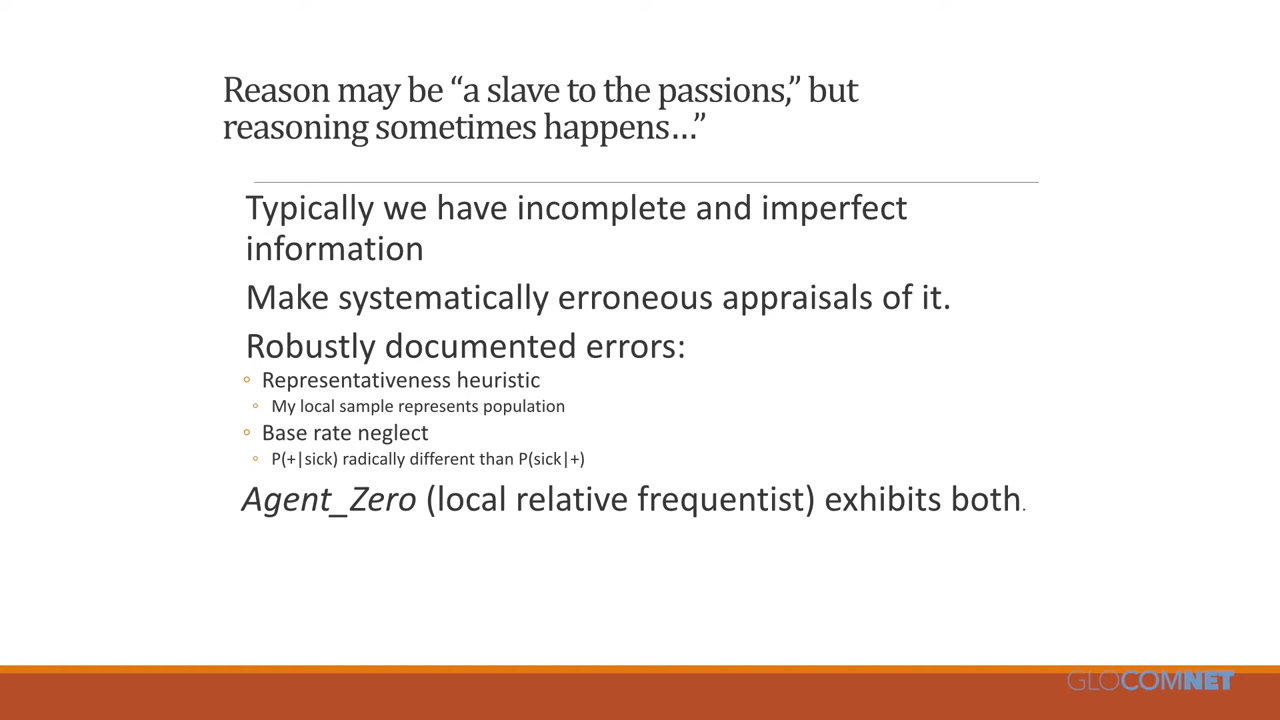 Reason may be “a slave to the passions,” but
reasoning sometimes happens…”
Typically we have incomplete and imperfect
information
Make systematically erroneous appraisals of it.
Robustly documented errors:
◦ Representativeness heuristic
◦ My local sample represents population
◦ Base rate neglect
◦ P(+|sick) radically different than P(sick|+)
Agent_Zero (local relative frequentist) exhibits both.
GLOCOMNET